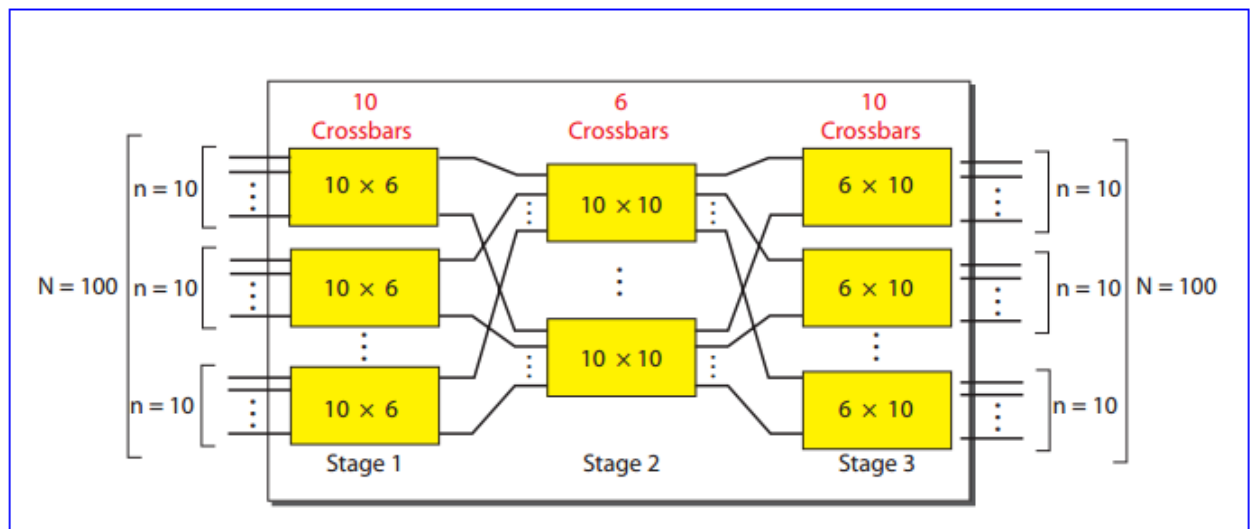 10
Crossbars
6
Crossbars
10
Crossbars
N = 100
n = 10
10 × 6
10 × 10
6 × 10
n = 10
N = 100
n = 10
10 × 6
6 × 10
n = 10
10 × 10
n = 10
10 × 6
6 × 10
n = 10
Stage 1
Stage 2
Stage 3